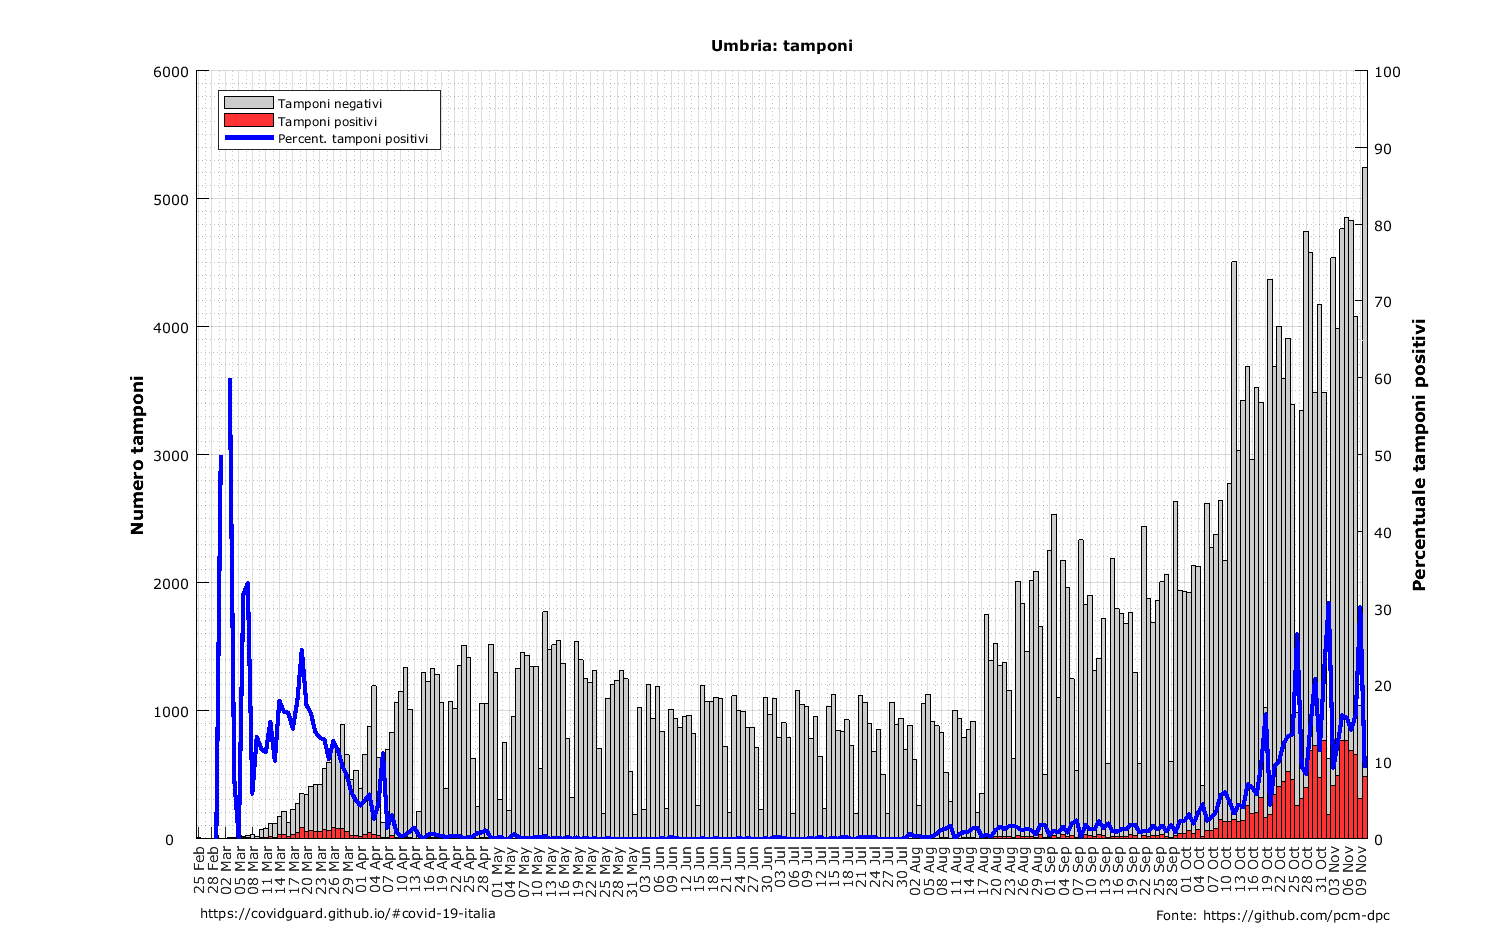 Umbria: tamponi
Tamponi negativi
Tamponi positivi
Percent. tamponi positivi
Numero tamponi
6000
5000
4000
3000
2000
1000
0
Percentuale tamponi positivi
100
90
80
70
60
50
40
30
20
10
0
25 Feb
28 Feb
02 Mar
05 Mar
08 Mar
11 Mar
14 Mar
17 Mar
20 Mar
23 Mar
26 Mar
29 Mar
01 Apr
04 Apr
07 Apr
10 Apr
13 Apr
16 Apr
19 Apr
22 Apr
25 Apr
28 Apr
01 May
04 May
07 May
10 May
13 May
16 May
19 May
22 May
25 May
28 May
31 May
03 Jun
06 Jun
09 Jun
12 Jun
15 Jun
18 Jun
21 Jun
24 Jun
27 Jun
30 Jun
03 Jul
06 Jul
09 Jul
12 Jul
15 Jul
18 Jul
21 Jul
24 Jul
27 Jul
30 Jul
02 Aug
05 Aug
08 Aug
11 Aug
14 Aug
17 Aug
20 Aug
23 Aug
26 Aug
29 Aug
01 Sep
04 Sep
07 Sep
10 Sep
13 Sep
16 Sep
19 Sep
22 Sep
25 Sep
28 Sep
01 Oct
04 Oct
07 Oct
10 Oct
13 Oct
16 Oct
19 Oct
22 Oct
25 Oct
28 Oct
31 Oct
03 Nov
06 Nov
09 Nov
https://covidguard.github.io/#covid-19-italia
Fonte: https://github.com/pcm-dpc